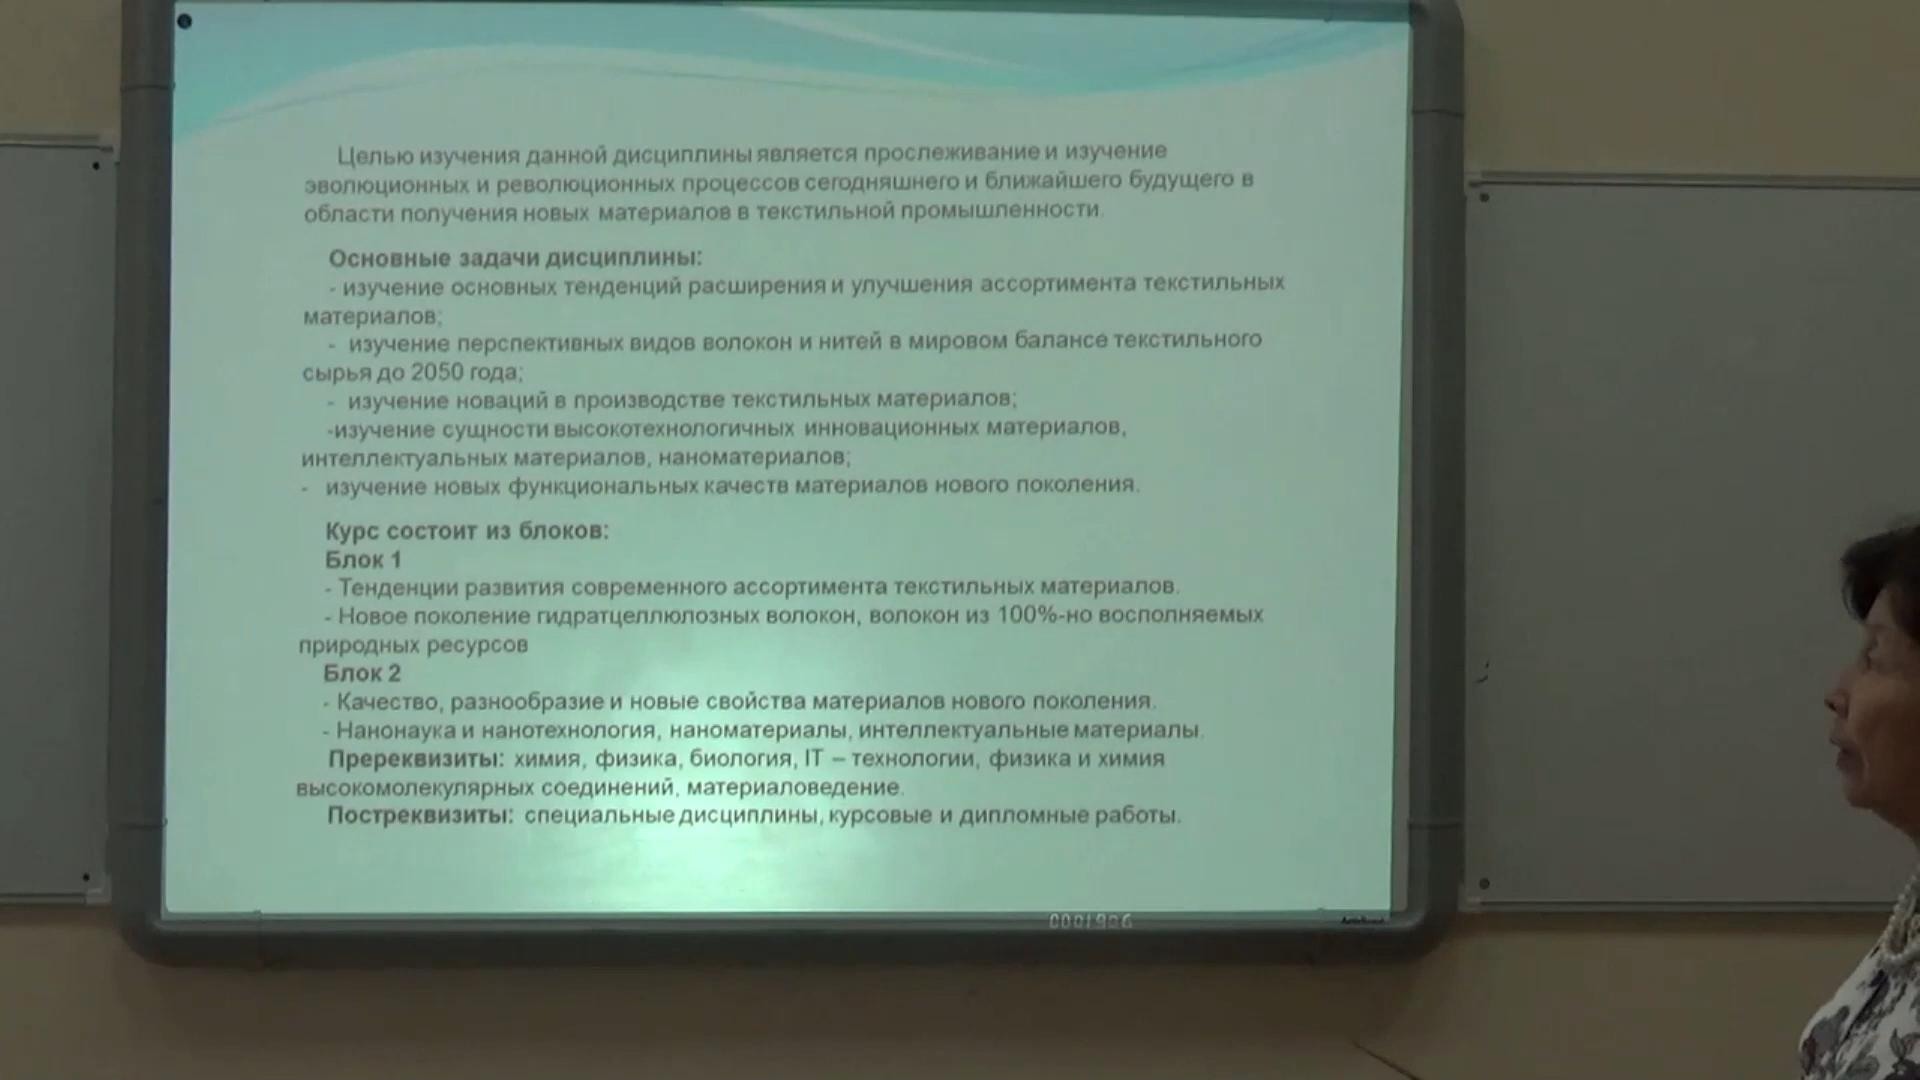 Целью изучения данной дисциплины является прослеживание и изучение
эволюционных и революционных процессов сегодняшнего и ближайшего будущего в
области получения новых материалов в текстильной промышленности.
Основные задачи дисциплины:
- изучение основных тенденций расширения и улучшения ассортимента текстильных
материалов;
- изучение перспективных видов волокон и нитей в мировом балансе текстильного
сырья до 2050 года;
- изучение новаций в производстве текстильных материалов;
-изучение сущности высокотехнологичных инновационных материалов,
интеллектуальных материалов, наноматериалов;
- изучение новых функциональных качеств материалов нового поколения.
Курс состоит из блоков:
Блок 1
- Тенденции развития современного ассортимента текстильных материалов.
- Новое поколение гидратцеллюлозных волокон, волокон из 100%-но восполняемых
природных ресурсов
Блок 2
- Качество, разнообразие и новые свойства материалов нового поколения.
- Нанонаука и нанотехнология, наноматериалы, интеллектуальные материалы.
Пререквизиты: химия, физика, биология, IT – технологии, физика и химия
высокомолекулярных соединений, материаловедение.
Постреквизиты: специальные дисциплины, курсовые и дипломные работы.